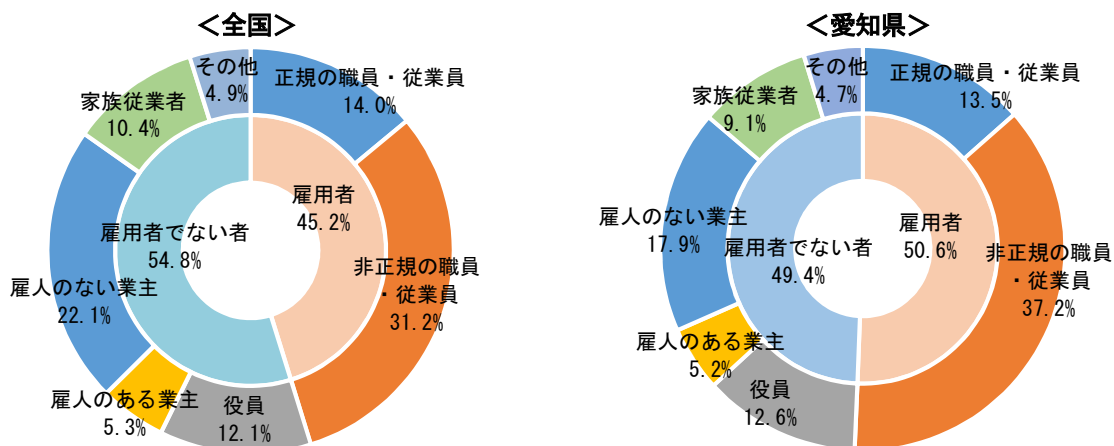 ＜全国＞
その他
4.9%
正規の職員・従業員
14.0%
家族従業者
10.4%
雇用者
45.2%
雇用者でない者
54.8%
非正規の職員
・従業員
31.2%
雇人のない業主
22.1%
雇人のある業主
5.3%
役員
12.1%
＜愛知県＞
その他
4.7%
正規の職員・従業員
13.5%
家族従業者
9.1%
雇人のない業主
17.9%
雇用者
50.6%
雇用者でない者
49.4%
非正規の職員
・従業員
37.2%
雇人のある業主
5.2%
役員
12.6%